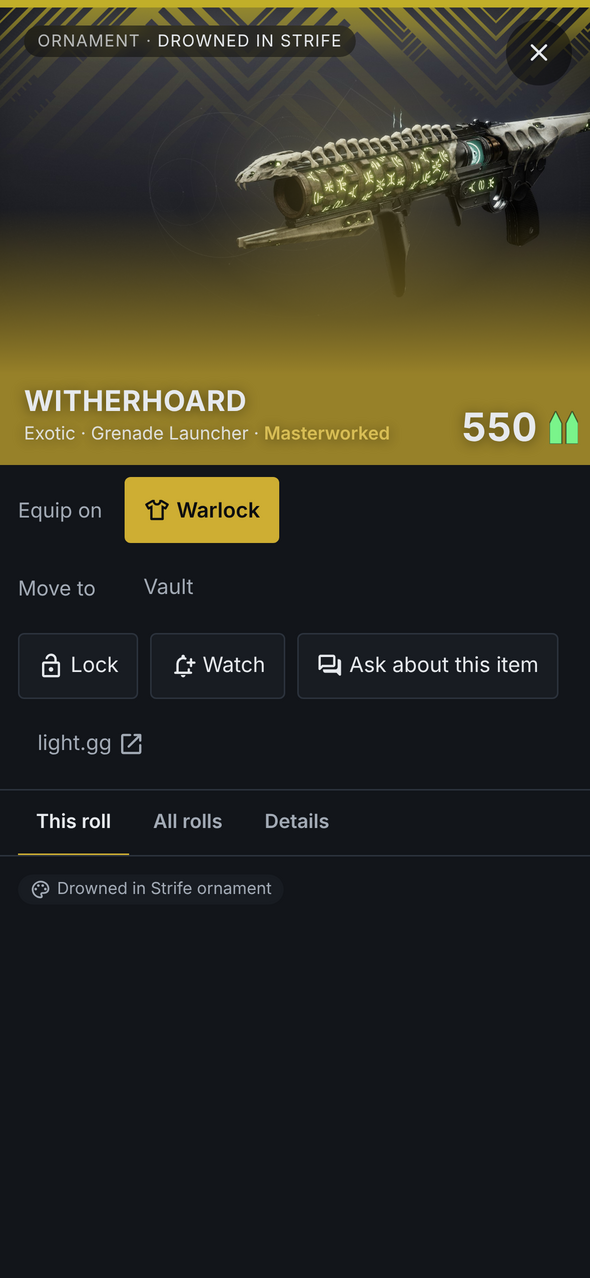 ORNAMENT · DROWNED IN STRIFE
WITHERHOARD
Exotic · Grenade Launcher · Masterworked
550
Equip on
Warlock
Move to
Vault
Lock
Watch
Ask about this item
light.gg
This roll
All rolls
Details
Drowned in Strife ornament